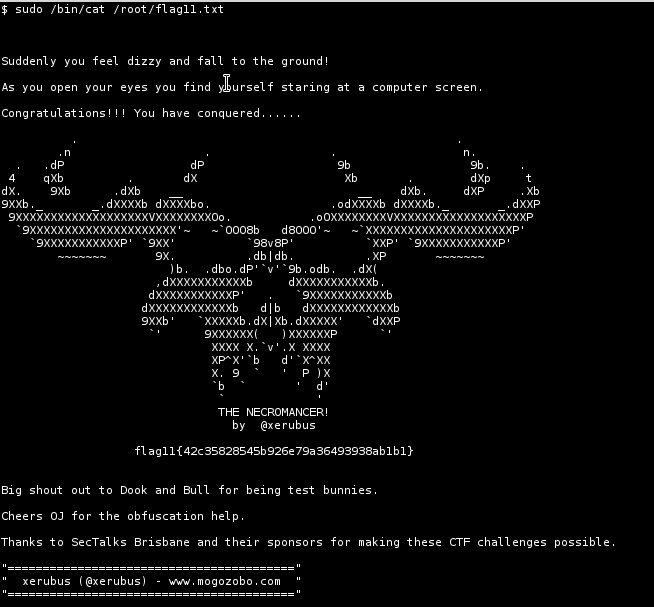 $ sudo /bin/cat /root/flag11.txt
Suddenly you feel dizzy and fall to the ground!
As you open your eyes you find yourself staring at a computer screen.
Congratulations!!! You have conquered......
THE NECROMANCER!
by @xerubus
flag11{42c35828545b926e79a36493938ab1b1}
Big shout out to Dook and Bull for being test bunnies.
Cheers OJ for the obfuscation help.
Thanks to SecTalks Brisbane and their sponsors for making these CTF challenges possible.
"========================================="
"  xerubus (@xerubus) - www.mogozobo.com  "
"========================================="